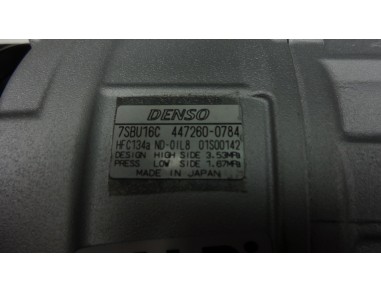 DENSO
7SBU16C 447260-0784
HFC134a ND-OIL8 01S00142
DESIGN HIGH SIDE 3.53MPa
PRESS LOW SIDE 1.67MPa
MADE IN JAPAN